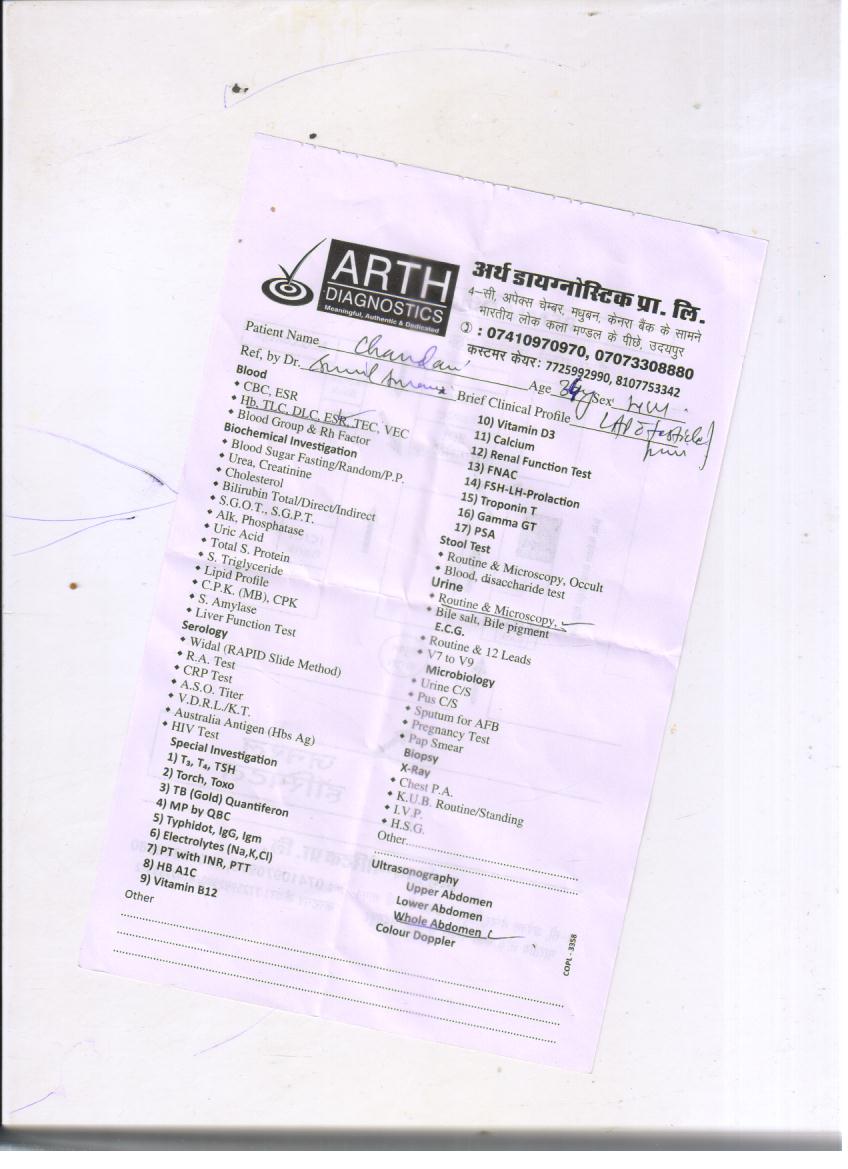 ARTH
DIAGNOSTICS
Meaningful, Authentic & Dedicated
अर्थ डायग्नोस्टिक प्रा. लि.
4-सी, अपेक्स चेम्बर, मधुबन, केनरा बैंक के सामने
भारतीय लोक कला मण्डल के पीछे, उदयपुर
: 07410970970, 07073308880
कस्टमर केयर: 7725992990, 8107753342
Patient Name Chandan
Ref, by Dr. Age Sex
Brief Clinical Profile
Blood
CBC, ESR
Hb, TLC, DLC, ESR, TEC, VEC
Blood Group & Rh Factor
Biochemical Investigation
Blood Sugar Fasting/Random/P.P.
Urea, Creatinine
Cholesterol
Bilirubin Total/Direct/Indirect
S.G.O.T., S.G.P.T.
Alk, Phosphatase
Uric Acid
Total S. Protein
S. Triglyceride
Lipid Profile
C.P.K. (MB), CPK
S. Amylase
Liver Function Test
Serology
Widal (RAPID Slide Method)
R.A. Test
CRP Test
A.S.O. Titer
V.D.R.L./K.T.
Australia Antigen (Hbs Ag)
HIV Test
Special Investigation
1) T₃, T₄, TSH
2) Torch, Toxo
3) TB (Gold) Quantiferon
4) MP by QBC
5) Typhidot, IgG, Igm
6) Electrolytes (Na,K,Cl)
7) PT with INR, PTT
8) HB A1C
9) Vitamin B12
Other
10) Vitamin D3
11) Calcium
12) Renal Function Test
13) FNAC
14) FSH-LH-Prolaction
15) Troponin T
16) Gamma GT
17) PSA
Stool Test
Routine & Microscopy, Occult
Blood, disaccharide test
Urine
Routine & Microscopy,
Bile salt, Bile pigment
E.C.G.
Routine & 12 Leads
V7 to V9
Microbiology
Urine C/S
Pus C/S
Sputum for AFB
Pregnancy Test
Pap Smear
Biopsy
X-Ray
Chest P.A.
K.U.B. Routine/Standing
I.V.P.
H.S.G.
Other
Ultrasonography
Upper Abdomen
Lower Abdomen
Whole Abdomen
Colour Doppler
COPL - 3358